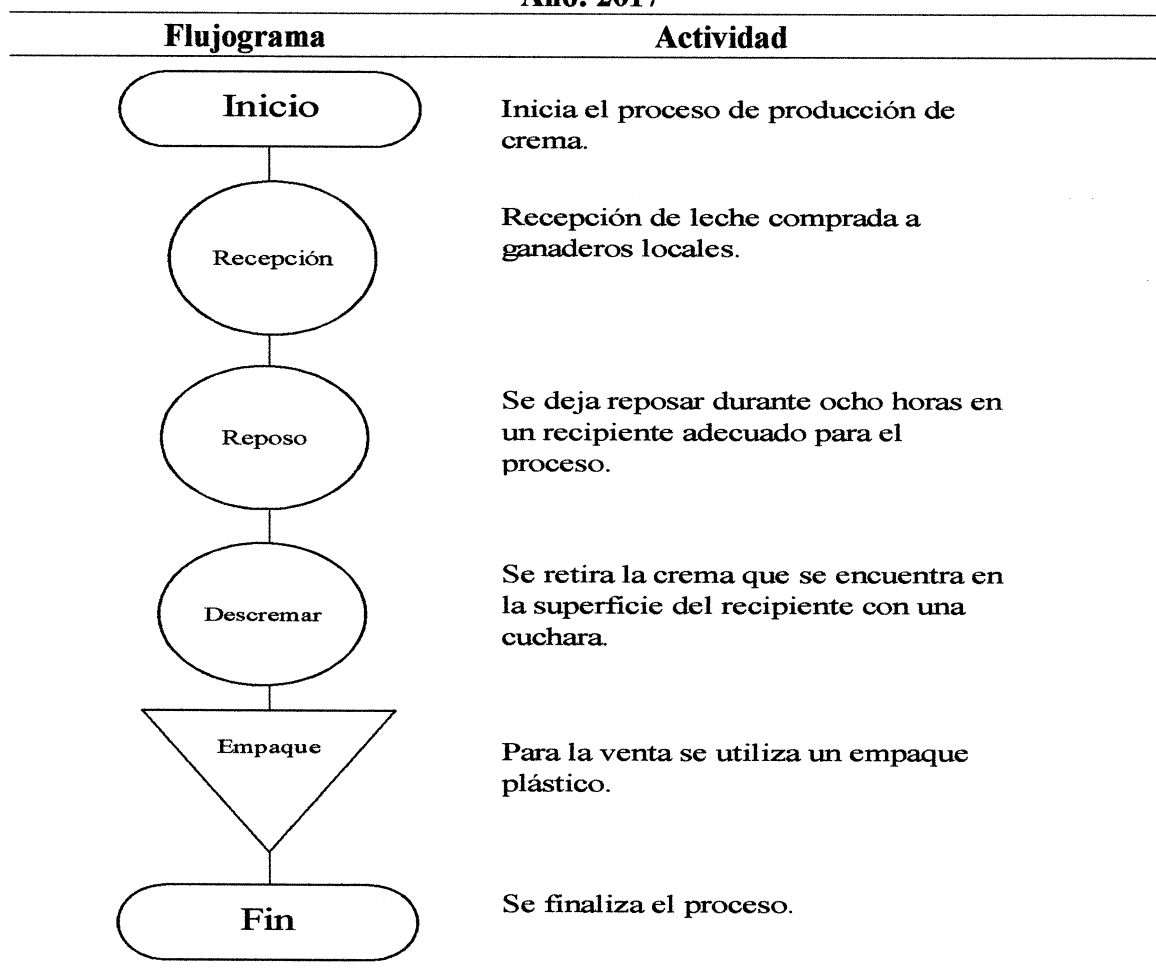 Año: 2017
Flujograma Actividad
Inicio
Inicia el proceso de producción de
crema.
Recepción
Recepción de leche comprada a
ganaderos locales.
Reposo
Se deja reposar durante ocho horas en
un recipiente adecuado para el
proceso.
Descremar
Se retira la crema que se encuentra en
la superficie del recipiente con una
cuchara.
Empaque
Para la venta se utiliza un empaque
plástico.
Fin
Se finaliza el proceso.